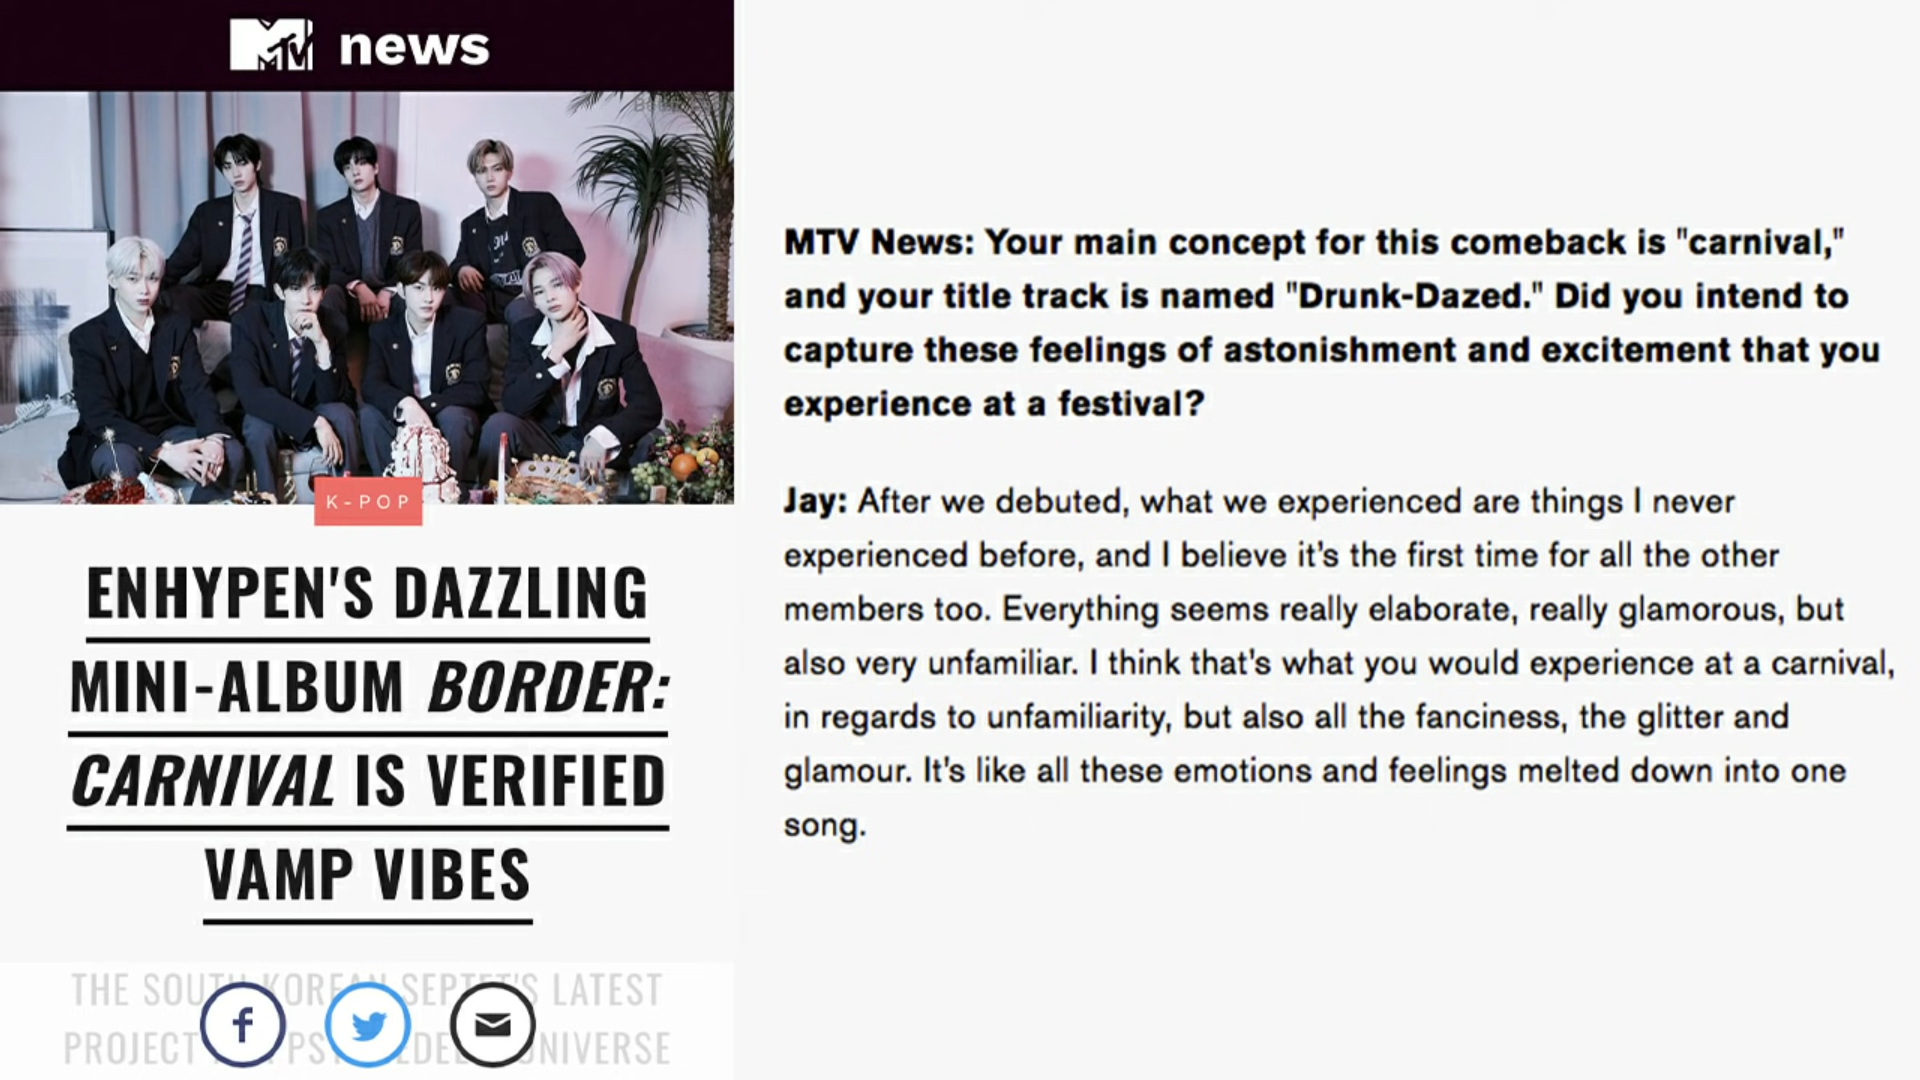 MTV news
K-POP
ENHYPEN'S DAZZLING
MINI-ALBUM BORDER:
CARNIVAL IS VERIFIED
VAMP VIBES
THE SOUTH KOREAN SEPTET'S LATEST
PROJECT UNIVERSE
MTV News: Your main concept for this comeback is "carnival,"
and your title track is named "Drunk-Dazed." Did you intend to
capture these feelings of astonishment and excitement that you
experience at a festival?
Jay: After we debuted, what we experienced are things I never
experienced before, and I believe it's the first time for all the other
members too. Everything seems really elaborate, really glamorous, but
also very unfamiliar. I think that's what you would experience at a carnival,
in regards to unfamiliarity, but also all the fanciness, the glitter and
glamour. It's like all these emotions and feelings melted down into one
song.